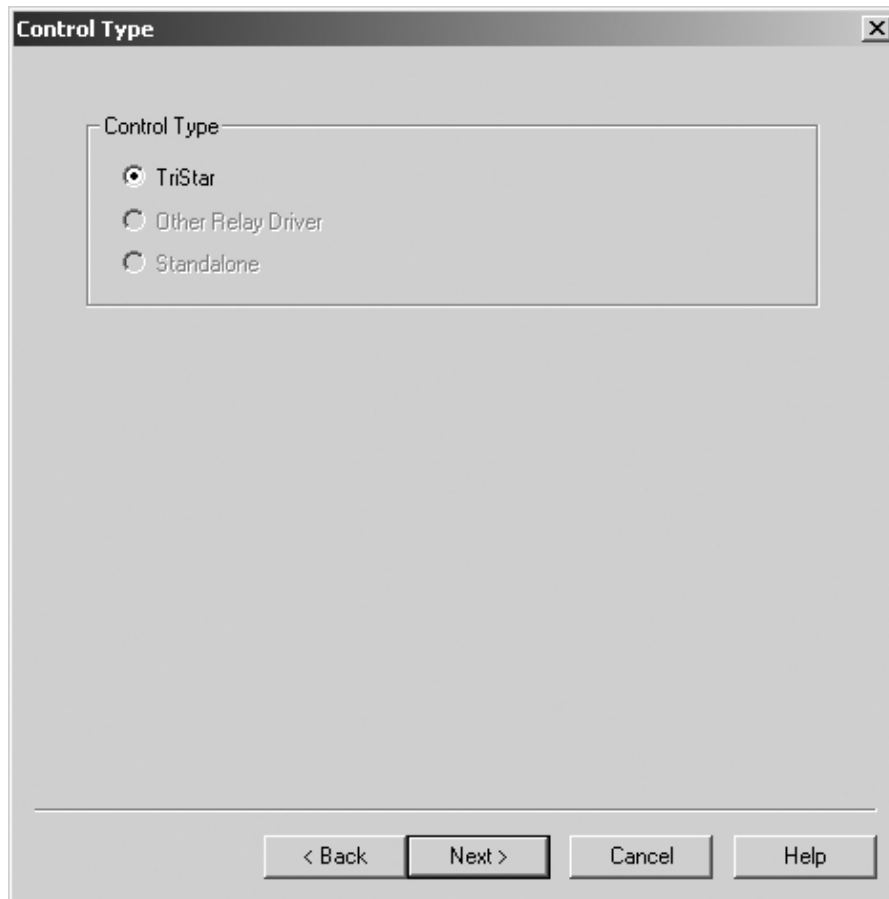 Control Type
Control Type
TriStar
Other Relay Driver
Standalone
< Back Next > Cancel Help